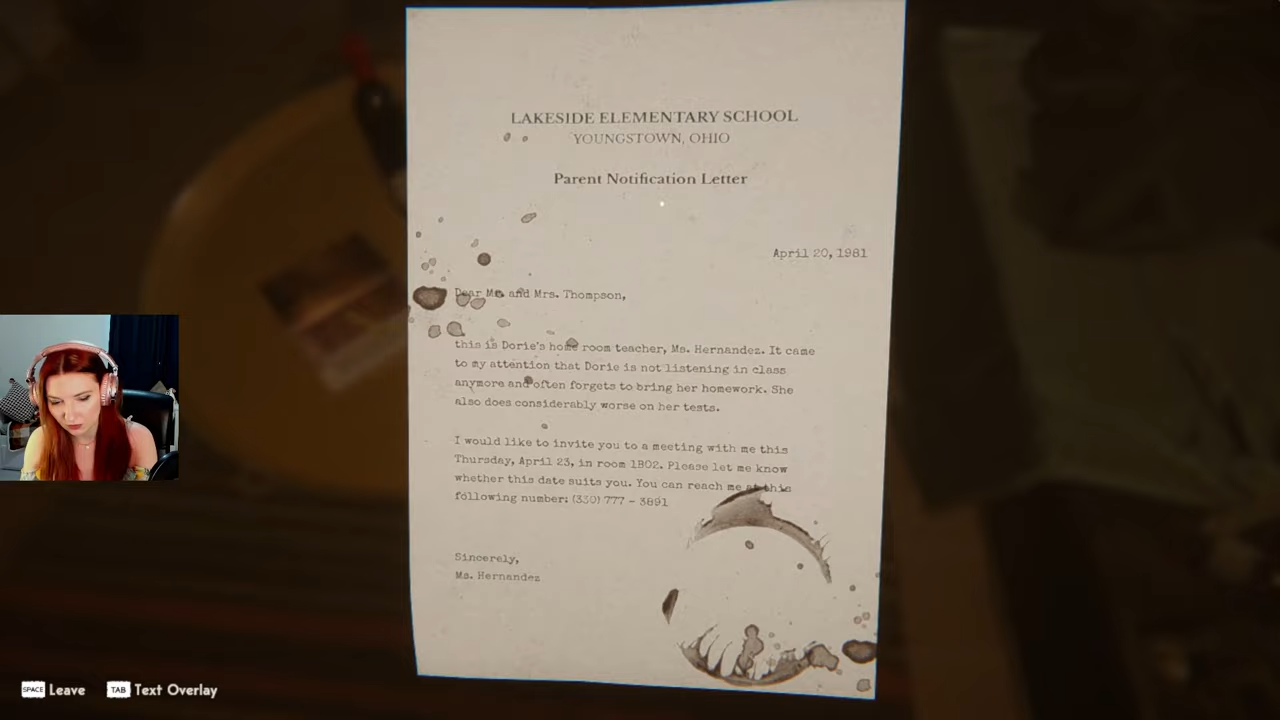 LAKESIDE ELEMENTARY SCHOOL
YOUNGSTOWN, OHIO
Parent Notification Letter
April 20, 1981
Dear Mr. and Mrs. Thompson,
this is Dorie's home room teacher, Ms. Hernandez. It came
to my attention that Dorie is not listening in class
anymore and often forgets to bring her homework. She
also does considerably worse on her tests.
I would like to invite you to a meeting with me this
Thursday, April 23, in room 1B02. Please let me know
whether this date suits you. You can reach me at this
following number: (330) 777 - 3891
Sincerely,
Ms. Hernandez
SPACE Leave TAB Text Overlay